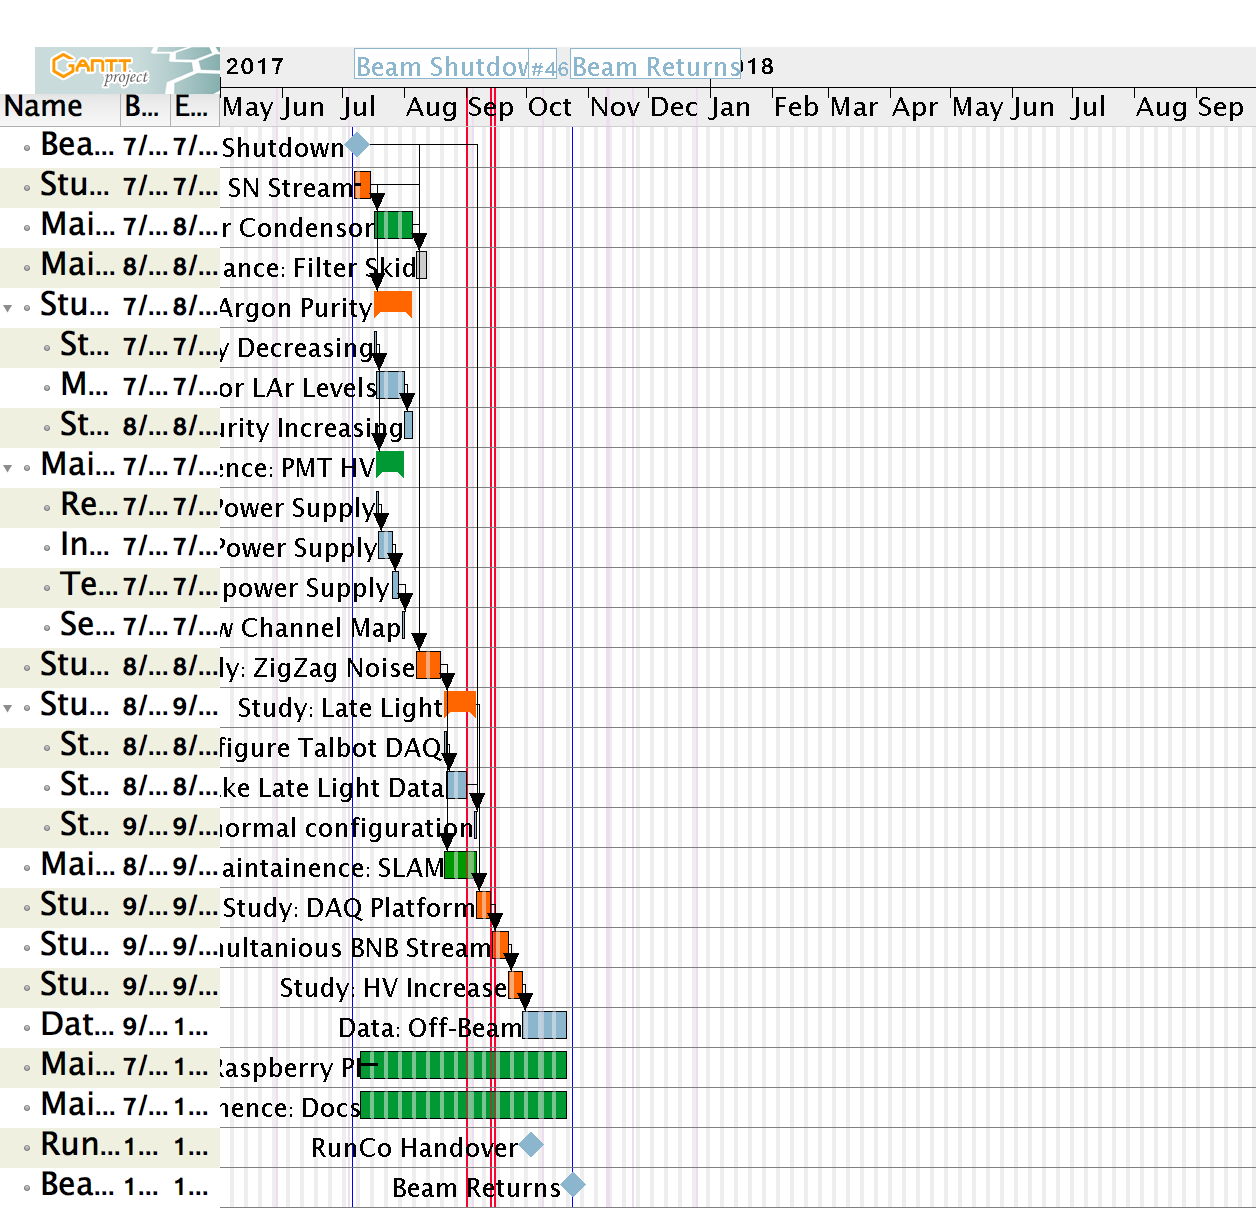 GANTT project
2017
Beam Shutdow
#46
Beam Returns
018
Name B... E... May Jun Jul Aug Sep Oct Nov Dec Jan Feb Mar Apr May Jun Jul Aug Sep
Bea... 7/... 7/... Shutdown
Stu... 7/... 7/... SN Stream
Mai... 7/... 8/... r Condensor
Mai... 8/... 8/... ance: Filter Skid
Stu... 7/... 8/... Argon Purity
St... 7/... 7/... y Decreasing
M... 7/... 7/... or LAr Levels
St... 8/... 8/... urity Increasing
Mai... 7/... 7/... ence: PMT HV
Re... 7/... 7/... Power Supply
In... 7/... 7/... Power Supply
Te... 7/... 7/... power Supply
Se... 7/... 7/... w Channel Map
Stu... 8/... 8/... ly: ZigZag Noise
Stu... 8/... 9/... Study: Late Light
St... 8/... 8/... figure Talbot DAQ
St... 8/... 8/... ke Late Light Data
St... 9/... 9/... normal configuration
Mai... 8/... 9/... aintainence: SLAM
Stu... 9/... 9/... Study: DAQ Platform
Stu... 9/... 9/... multanious BNB Stream
Stu... 9/... 9/... Study: HV Increase
Dat... 9/... 1... Data: Off-Beam
Mai... 7/... 1... Raspberry PI
Mai... 7/... 1... nence: Docs
Run... 1... 1... RunCo Handover
Bea... 1... 1... Beam Returns